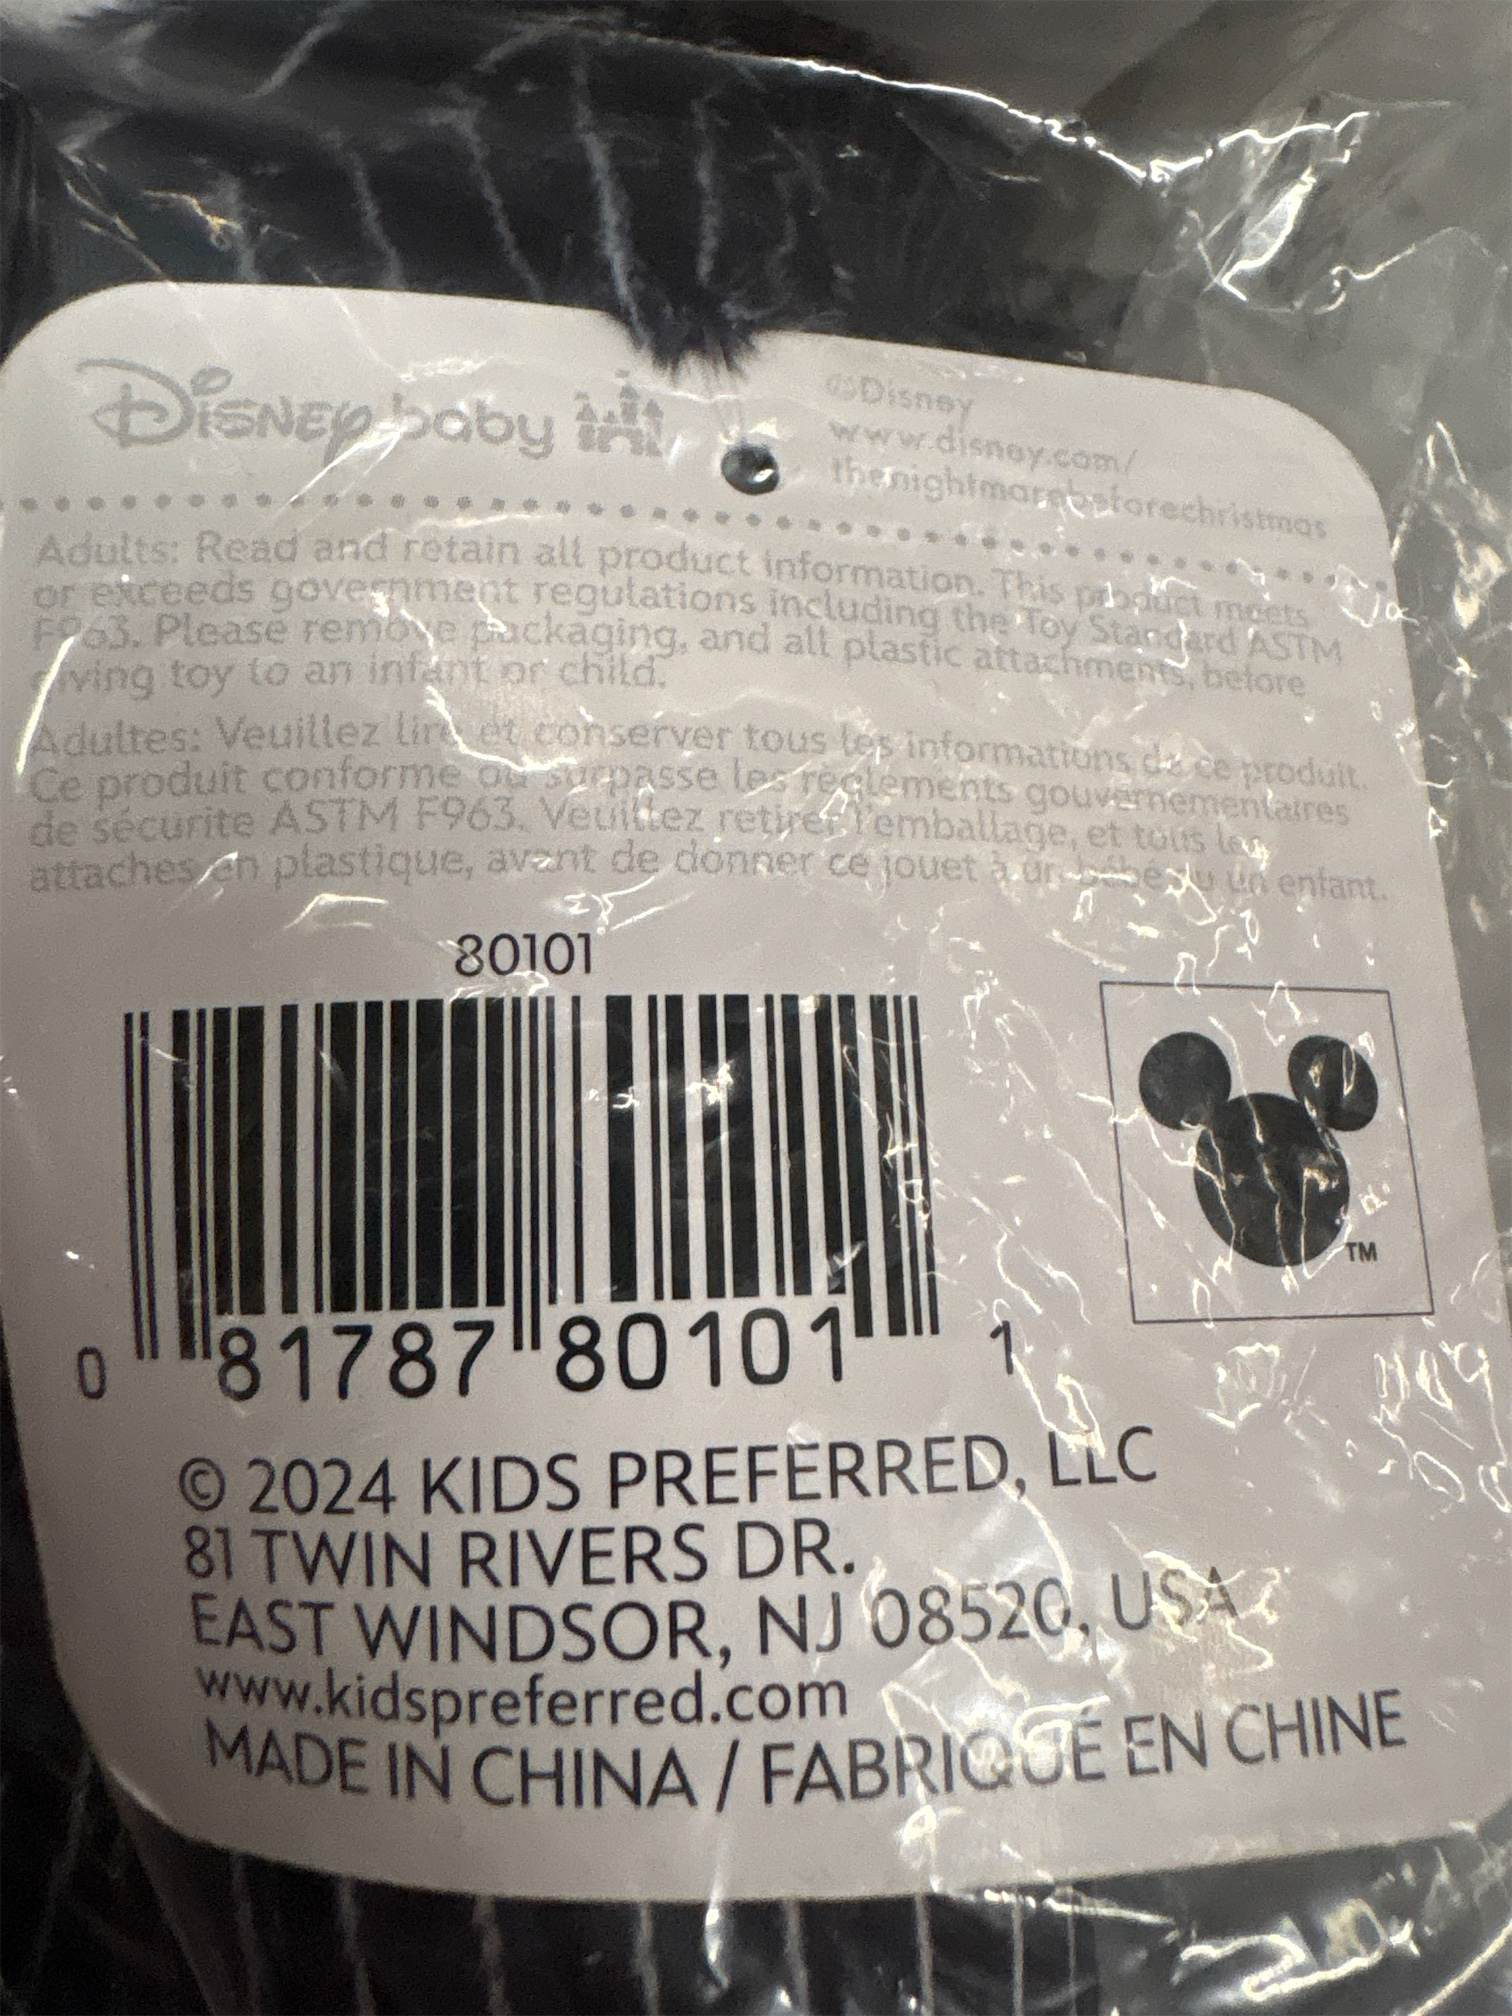 Disney baby
©Disney
www.disney.com/
thenightmarebeforechristmas
Adults: Read and retain all product information. This product meets
or exceeds government regulations including the Toy Standard ASTM
F963. Please remove packaging, and all plastic attachments, before
giving toy to an infant or child.
Adultes: Veuillez lire et conserver tous les informations de ce produit.
Ce produit conforme ou surpasse les règlements gouvernementaires
de sécurite ASTM F963. Veuillez retirer l'emballage, et tous les
attaches en plastique, avant de donner ce jouet à un bébé ou un enfant.
80101
0 81787 80101 1
TM
© 2024 KIDS PREFERRED, LLC
81 TWIN RIVERS DR.
EAST WINDSOR, NJ 08520, USA
www.kidspreferred.com
MADE IN CHINA / FABRIQUÉ EN CHINE